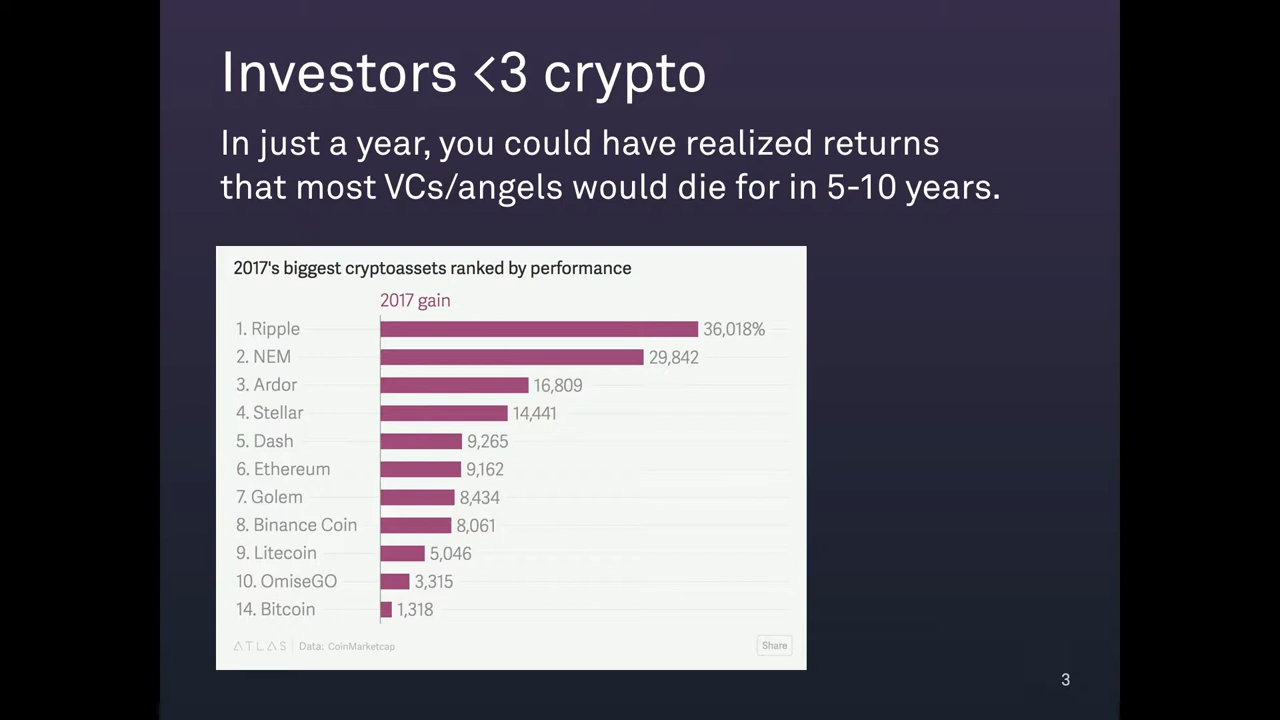 Investors <3 crypto
In just a year, you could have realized returns
that most VCs/angels would die for in 5-10 years.
2017's biggest cryptoassets ranked by performance
2017 gain
1. Ripple 36,018%
2. NEM 29,842
3. Ardor 16,809
4. Stellar 14,441
5. Dash 9,265
6. Ethereum 9,162
7. Golem 8,434
8. Binance Coin 8,061
9. Litecoin 5,046
10. OmiseGO 3,315
14. Bitcoin 1,318
ATLAS | Data: CoinMarketcap Share
3